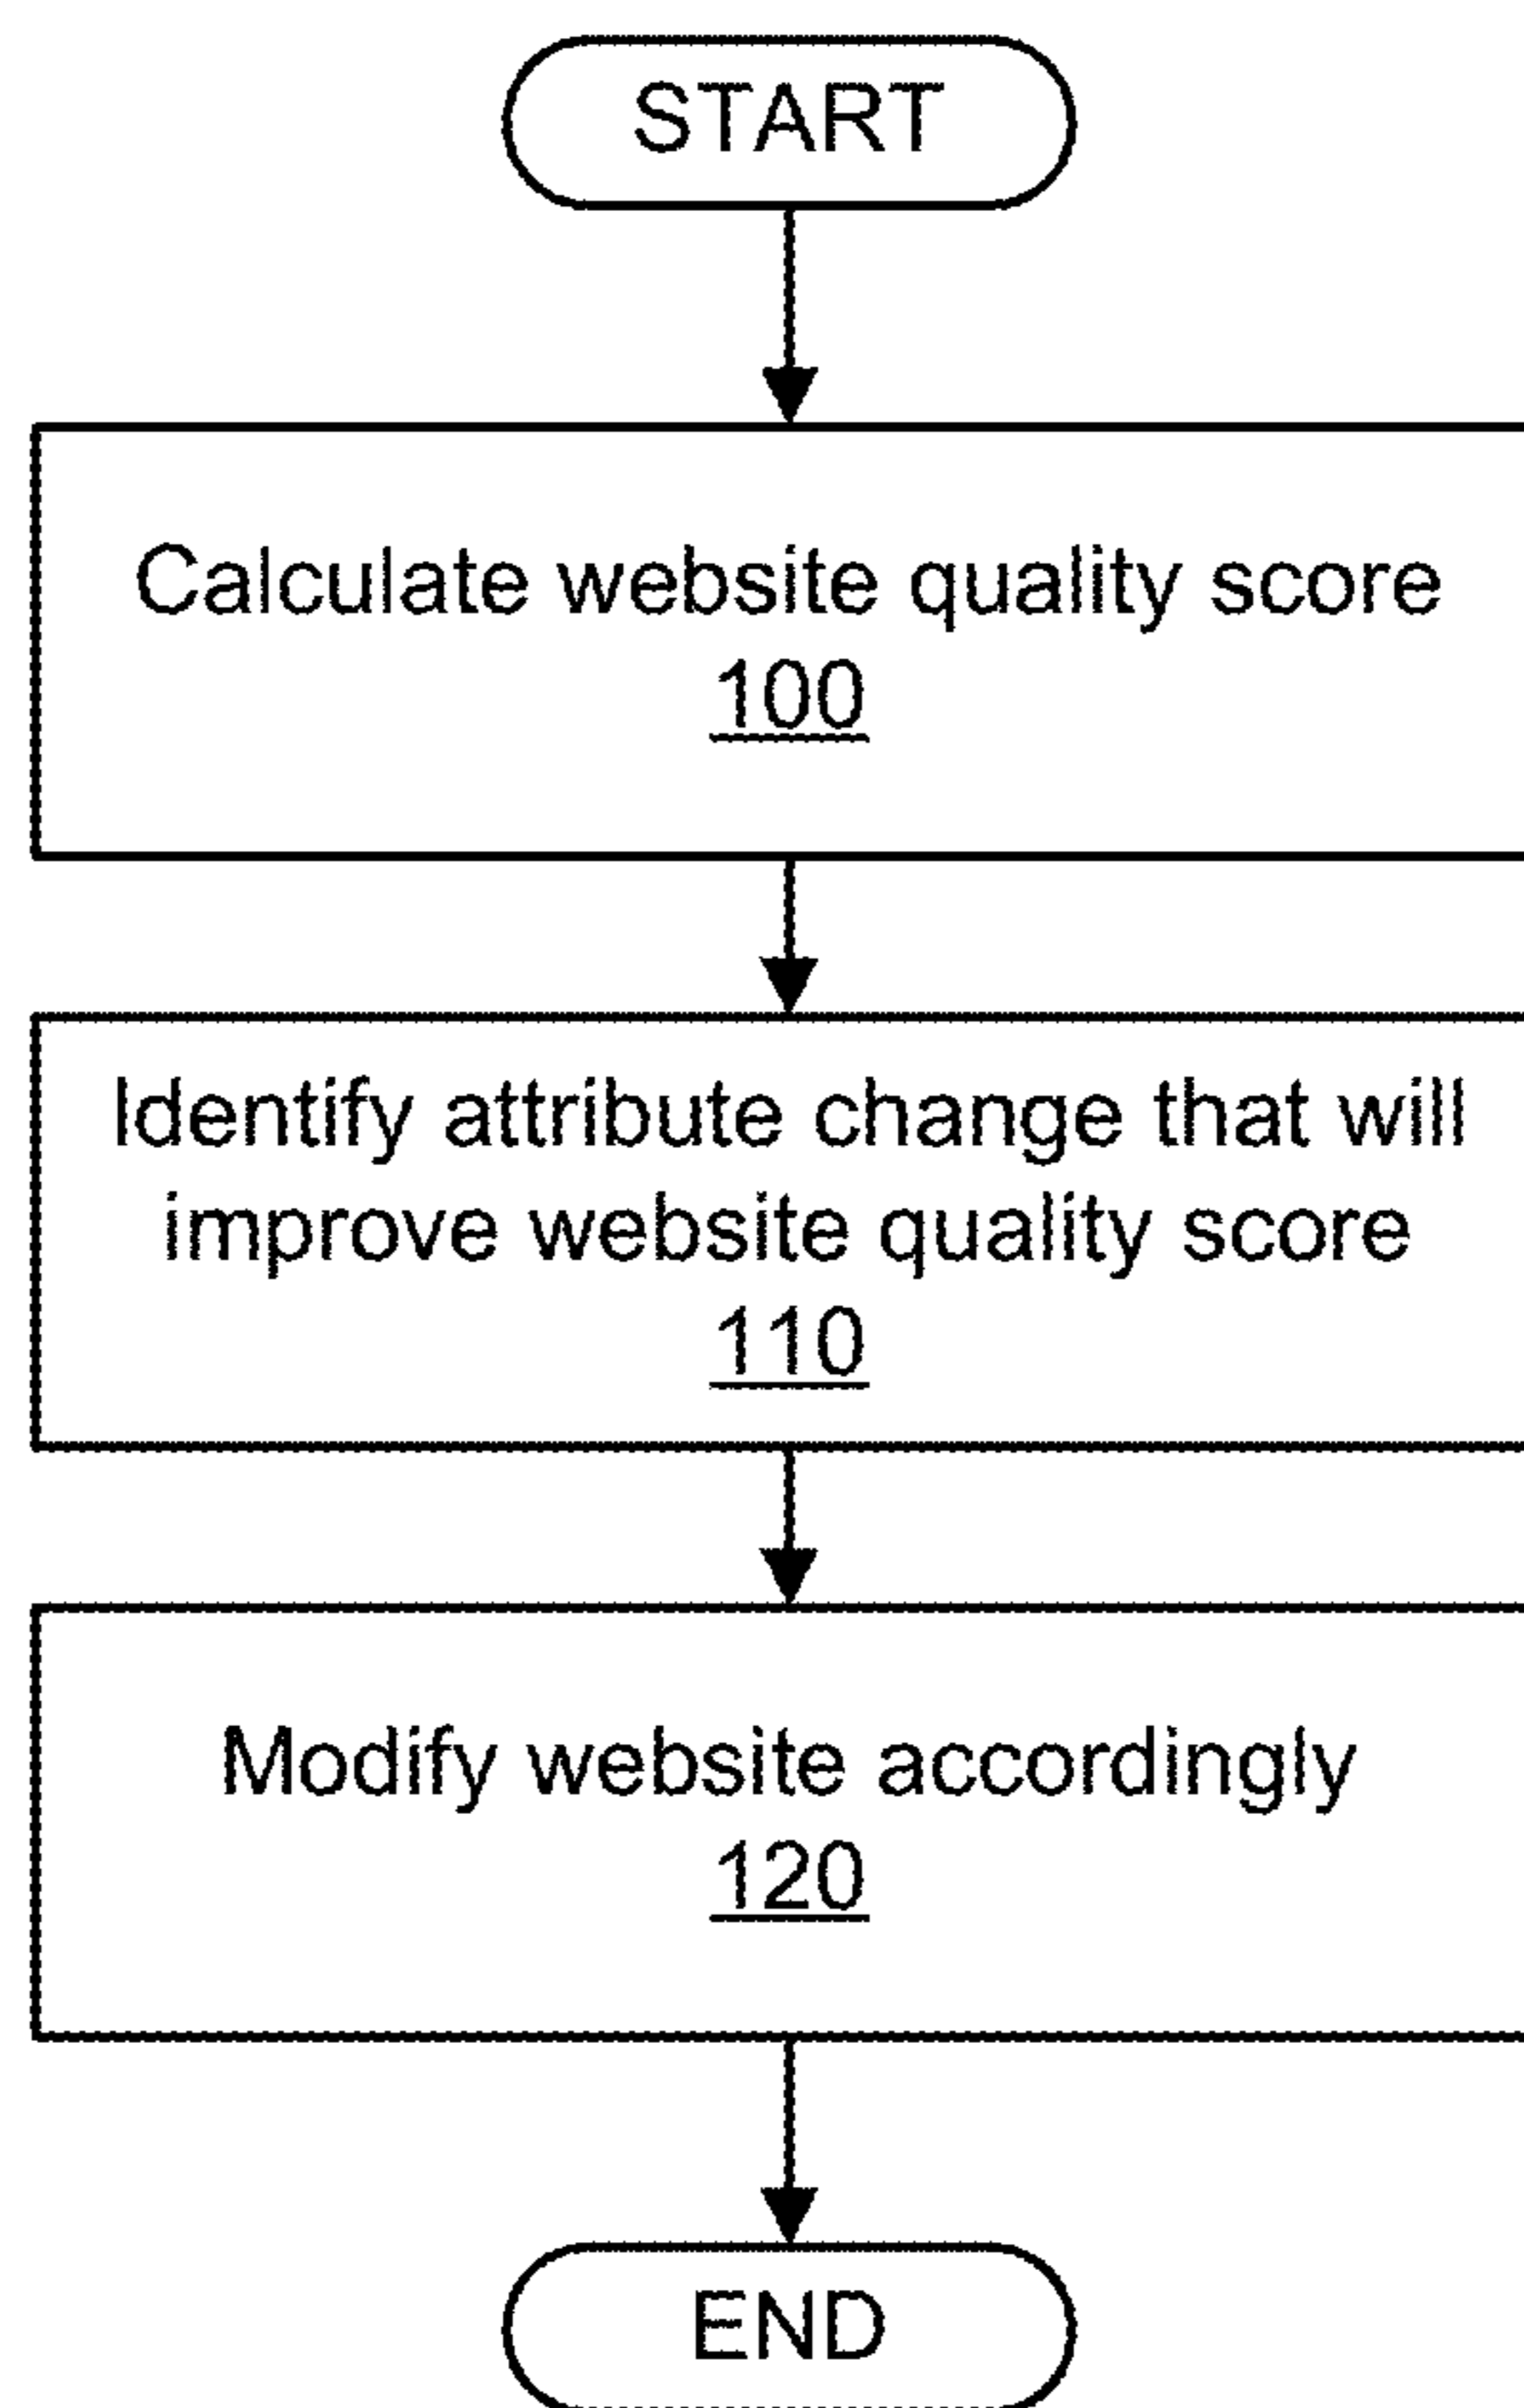 START
Calculate website quality score
100
Identify attribute change that will
improve website quality score
110
Modify website accordingly
120
END